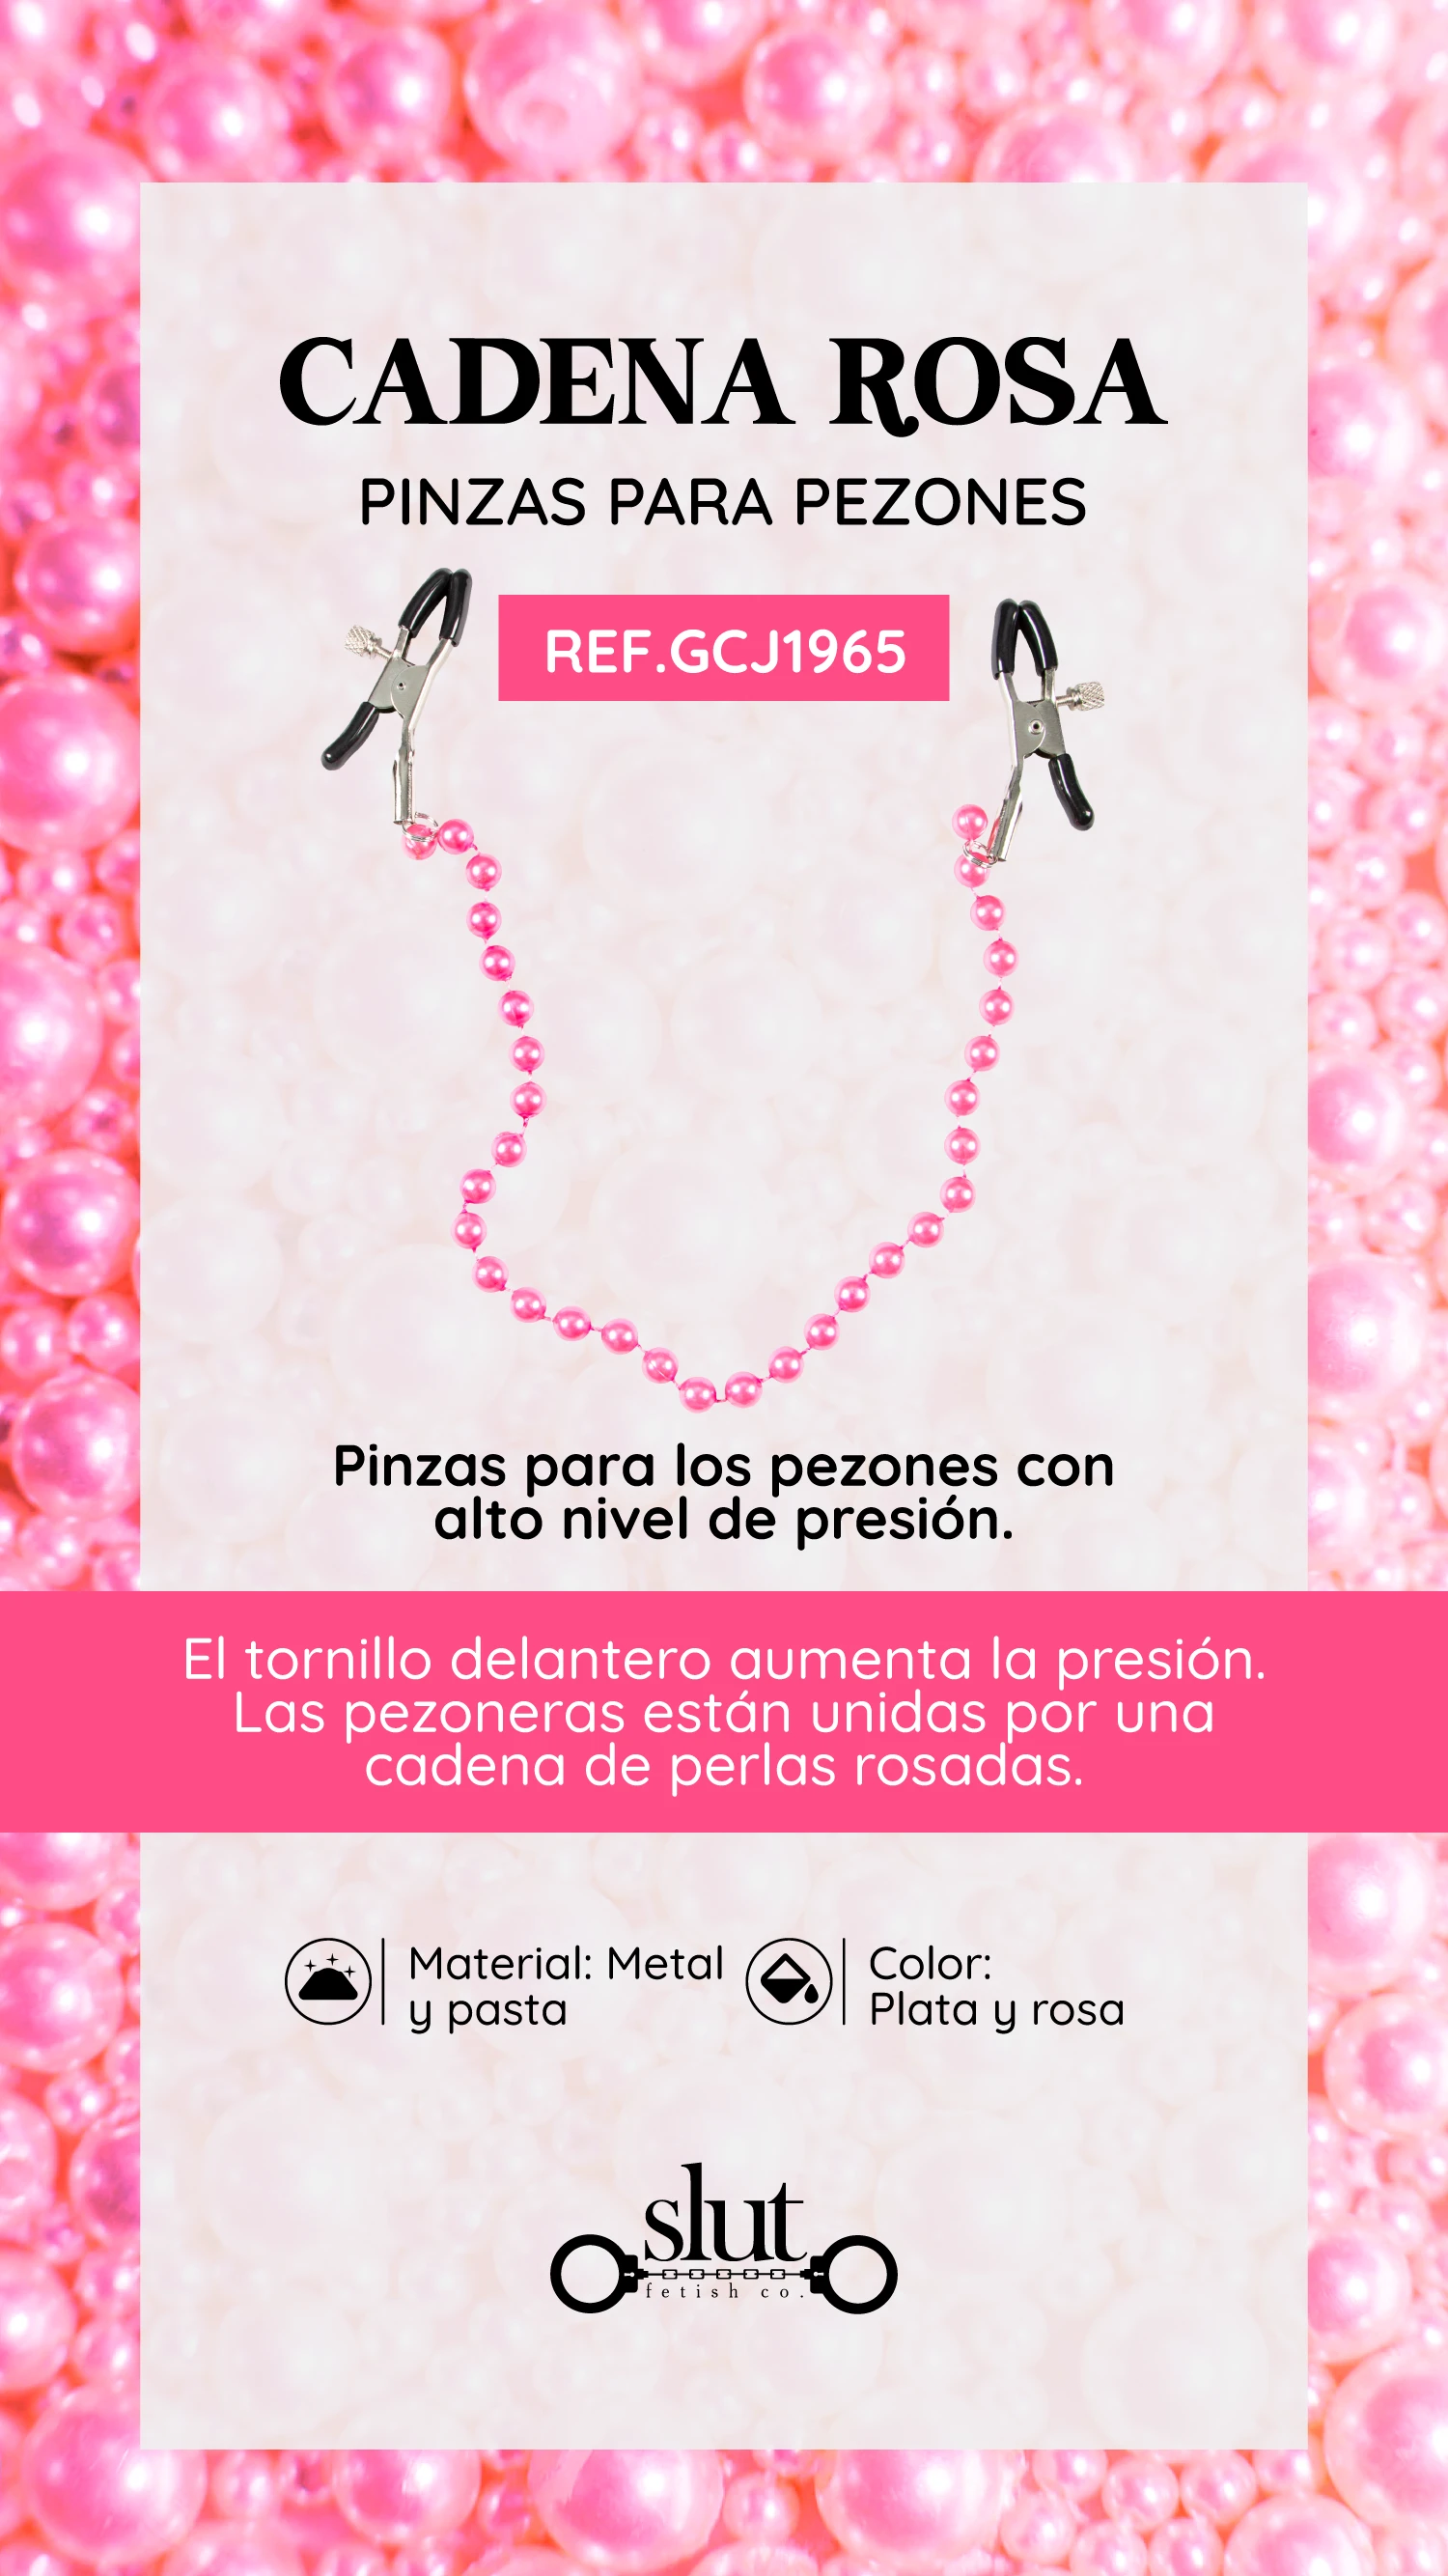 CADENA ROSA
PINZAS PARA PEZONES
REF.GCJ1965
Pinzas para los pezones con
alto nivel de presión.
El tornillo delantero aumenta la presión.
Las pezoneras están unidas por una
cadena de perlas rosadas.
Material: Metal
y pasta
Color:
Plata y rosa
slut
fetish co.